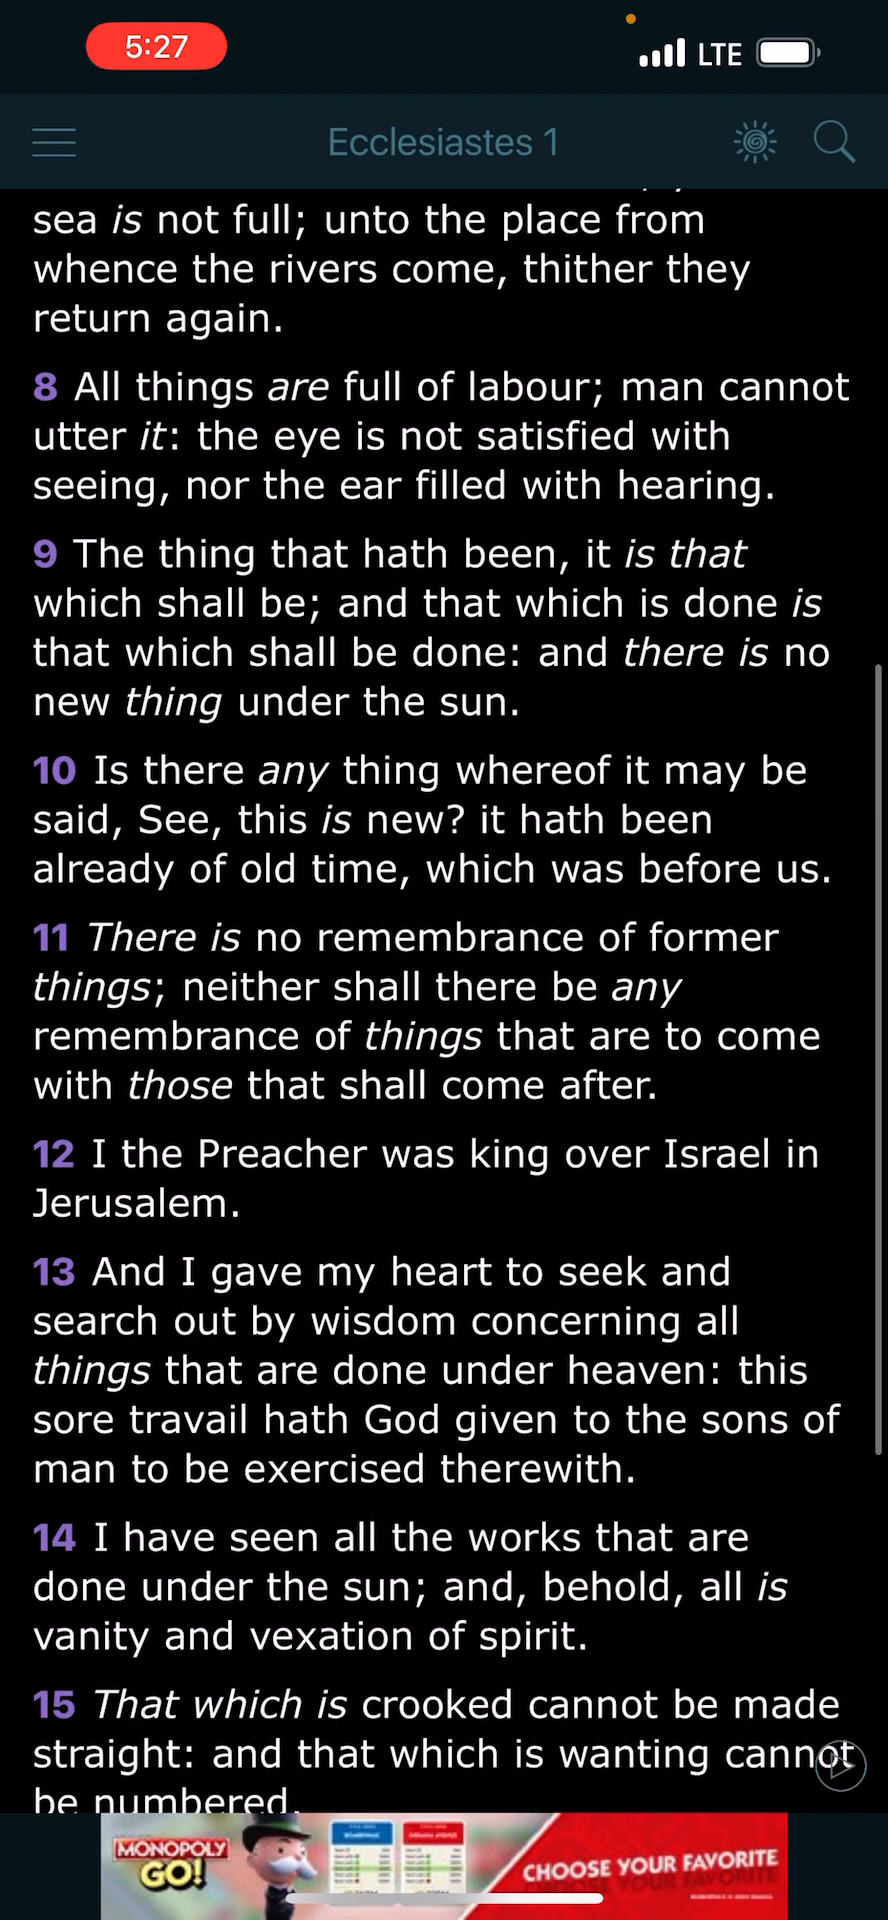 5:27
LTE
Ecclesiastes 1
sea is not full; unto the place from
whence the rivers come, thither they
return again.
8 All things are full of labour; man cannot
utter it: the eye is not satisfied with
seeing, nor the ear filled with hearing.
9 The thing that hath been, it is that
which shall be; and that which is done is
that which shall be done: and there is no
new thing under the sun.
10 Is there any thing whereof it may be
said, See, this is new? it hath been
already of old time, which was before us.
11 There is no remembrance of former
things; neither shall there be any
remembrance of things that are to come
with those that shall come after.
12 I the Preacher was king over Israel in
Jerusalem.
13 And I gave my heart to seek and
search out by wisdom concerning all
things that are done under heaven: this
sore travail hath God given to the sons of
man to be exercised therewith.
14 I have seen all the works that are
done under the sun; and, behold, all is
vanity and vexation of spirit.
15 That which is crooked cannot be made
straight: and that which is wanting cannot
be numbered.
MONOPOLY
GO!
CHOOSE YOUR FAVORITE